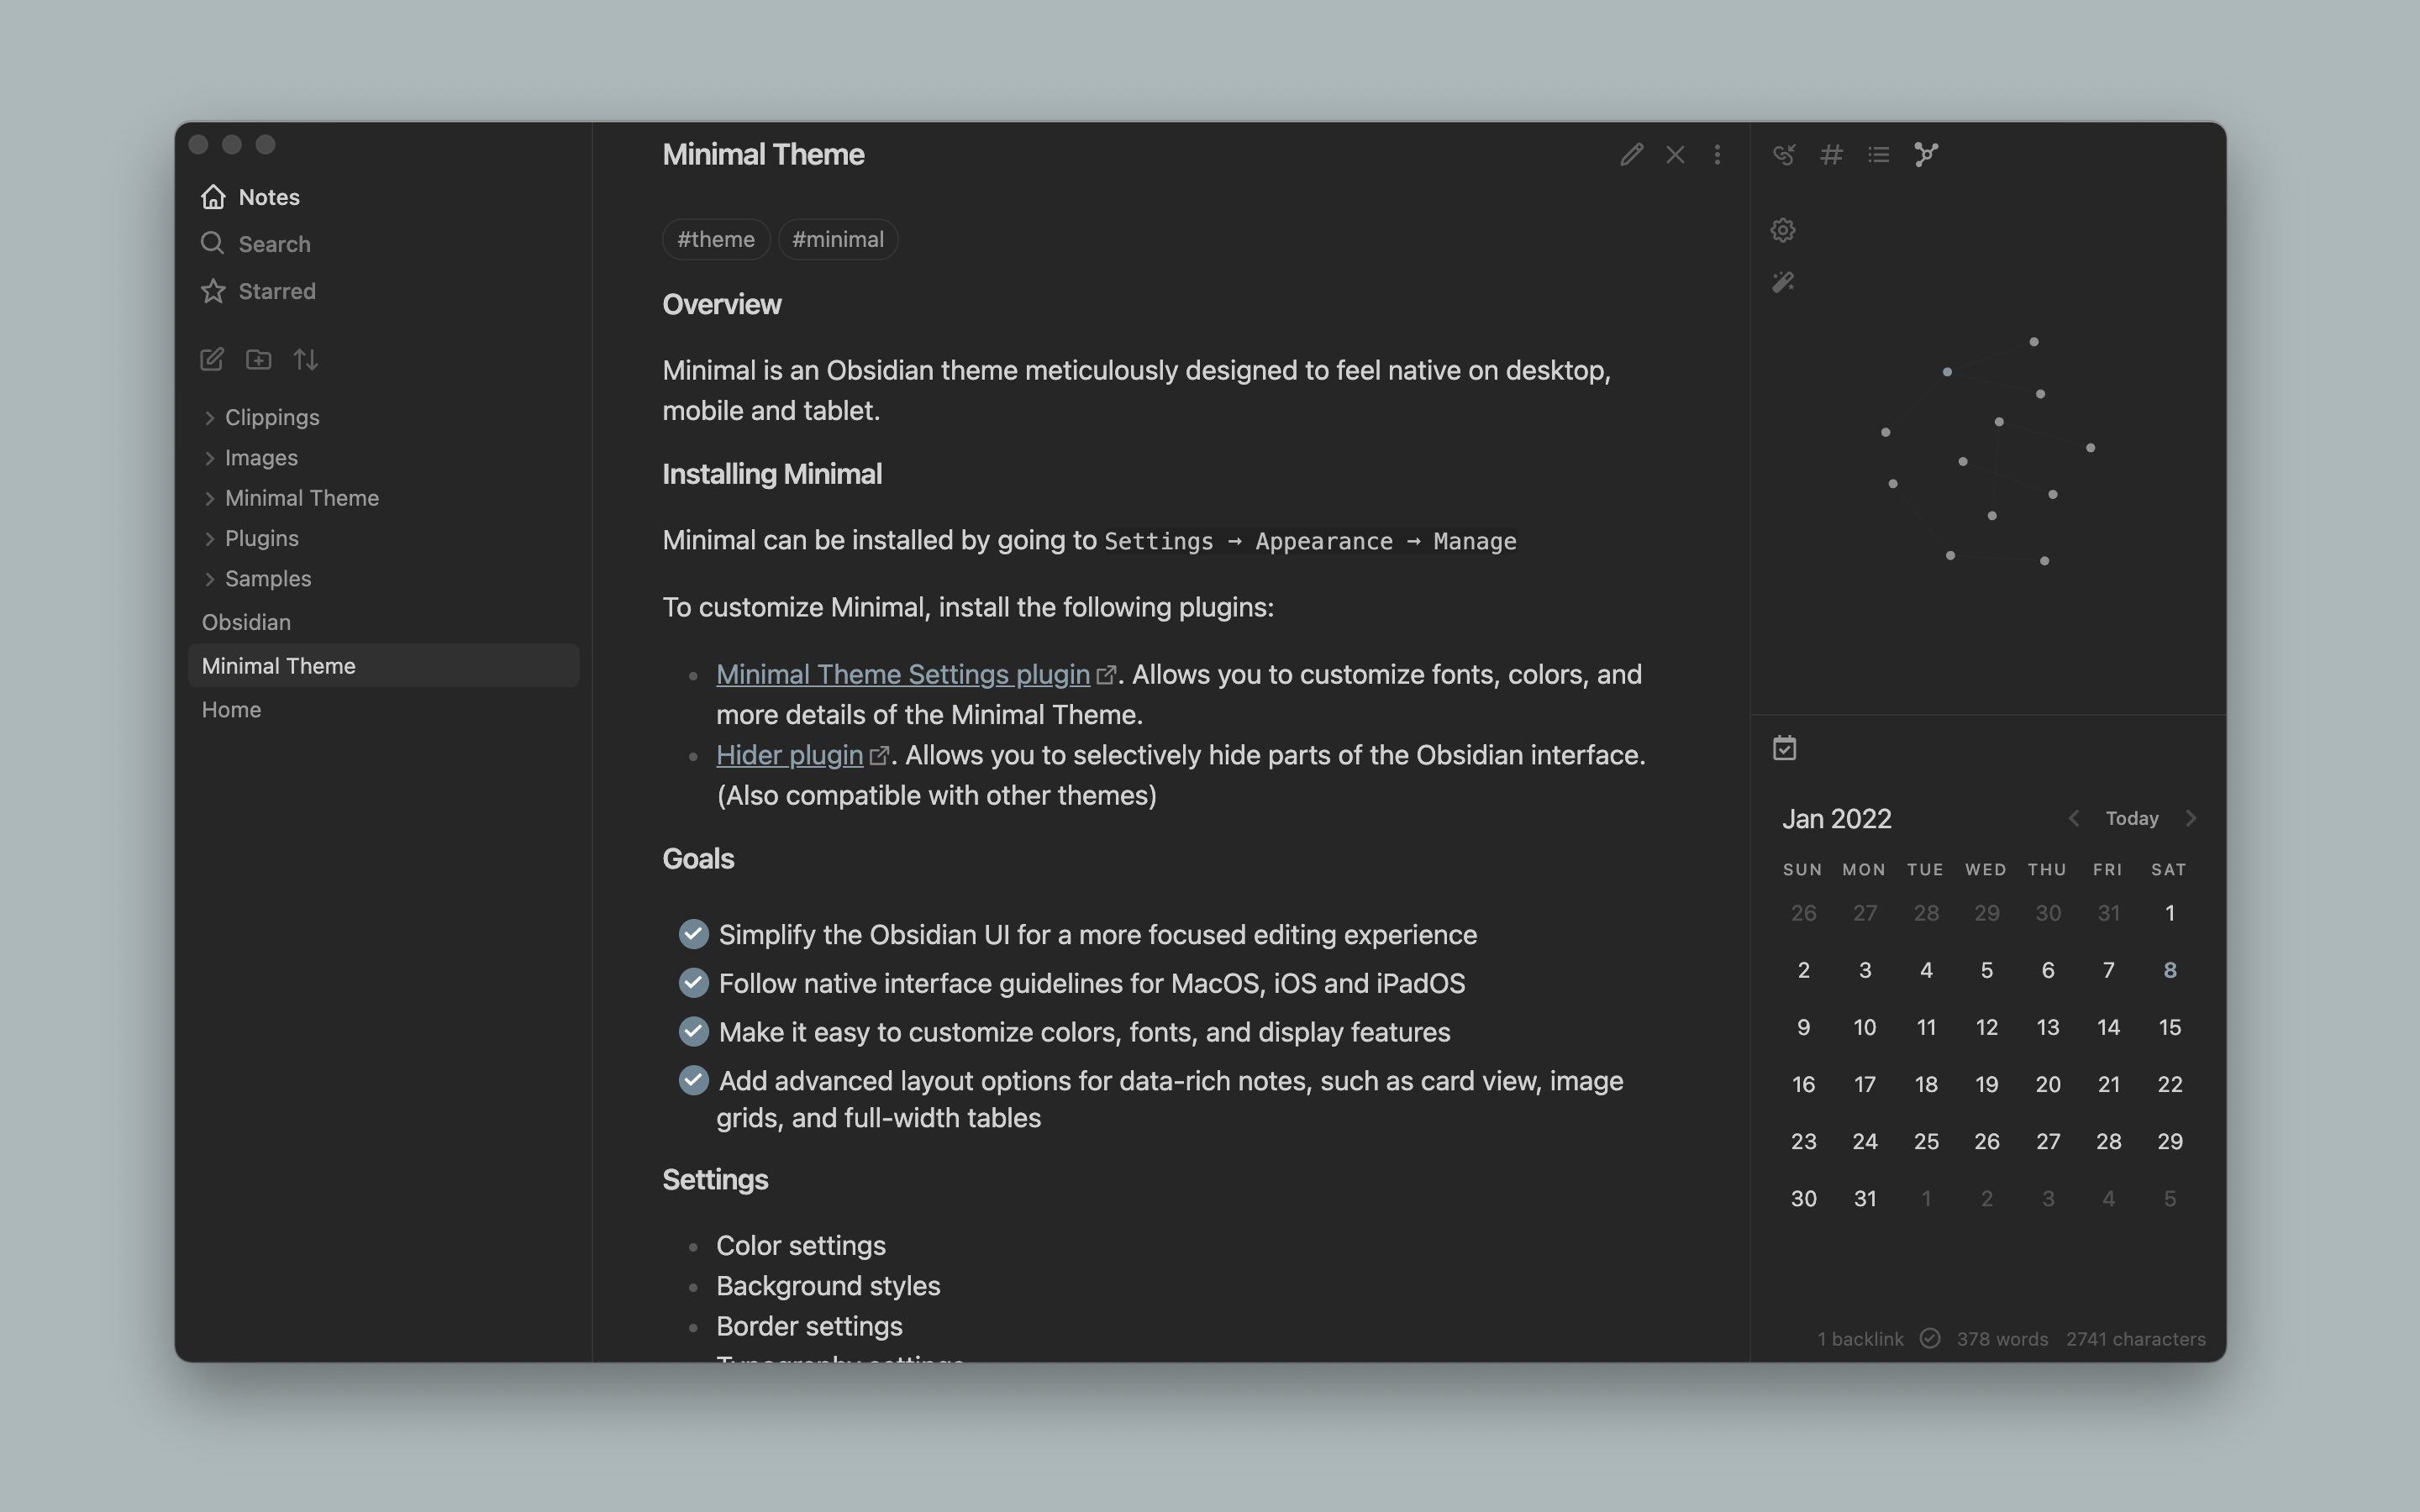 Notes
Search
Starred
Clippings
Images
Minimal Theme
Plugins
Samples
Obsidian
Minimal Theme
Home
Minimal Theme
#theme #minimal
Overview
Minimal is an Obsidian theme meticulously designed to feel native on desktop,
mobile and tablet.
Installing Minimal
Minimal can be installed by going to Settings → Appearance → Manage
To customize Minimal, install the following plugins:
Minimal Theme Settings plugin. Allows you to customize fonts, colors, and
more details of the Minimal Theme.
Hider plugin. Allows you to selectively hide parts of the Obsidian interface.
(Also compatible with other themes)
Goals
Simplify the Obsidian UI for a more focused editing experience
Follow native interface guidelines for MacOS, iOS and iPadOS
Make it easy to customize colors, fonts, and display features
Add advanced layout options for data-rich notes, such as card view, image
grids, and full-width tables
Settings
Color settings
Background styles
Border settings
Typography settings
Jan 2022 Today
SUN MON TUE WED THU FRI SAT
26 27 28 29 30 31 1
2 3 4 5 6 7 8
9 10 11 12 13 14 15
16 17 18 19 20 21 22
23 24 25 26 27 28 29
30 31 1 2 3 4 5
1 backlink 378 words 2741 characters